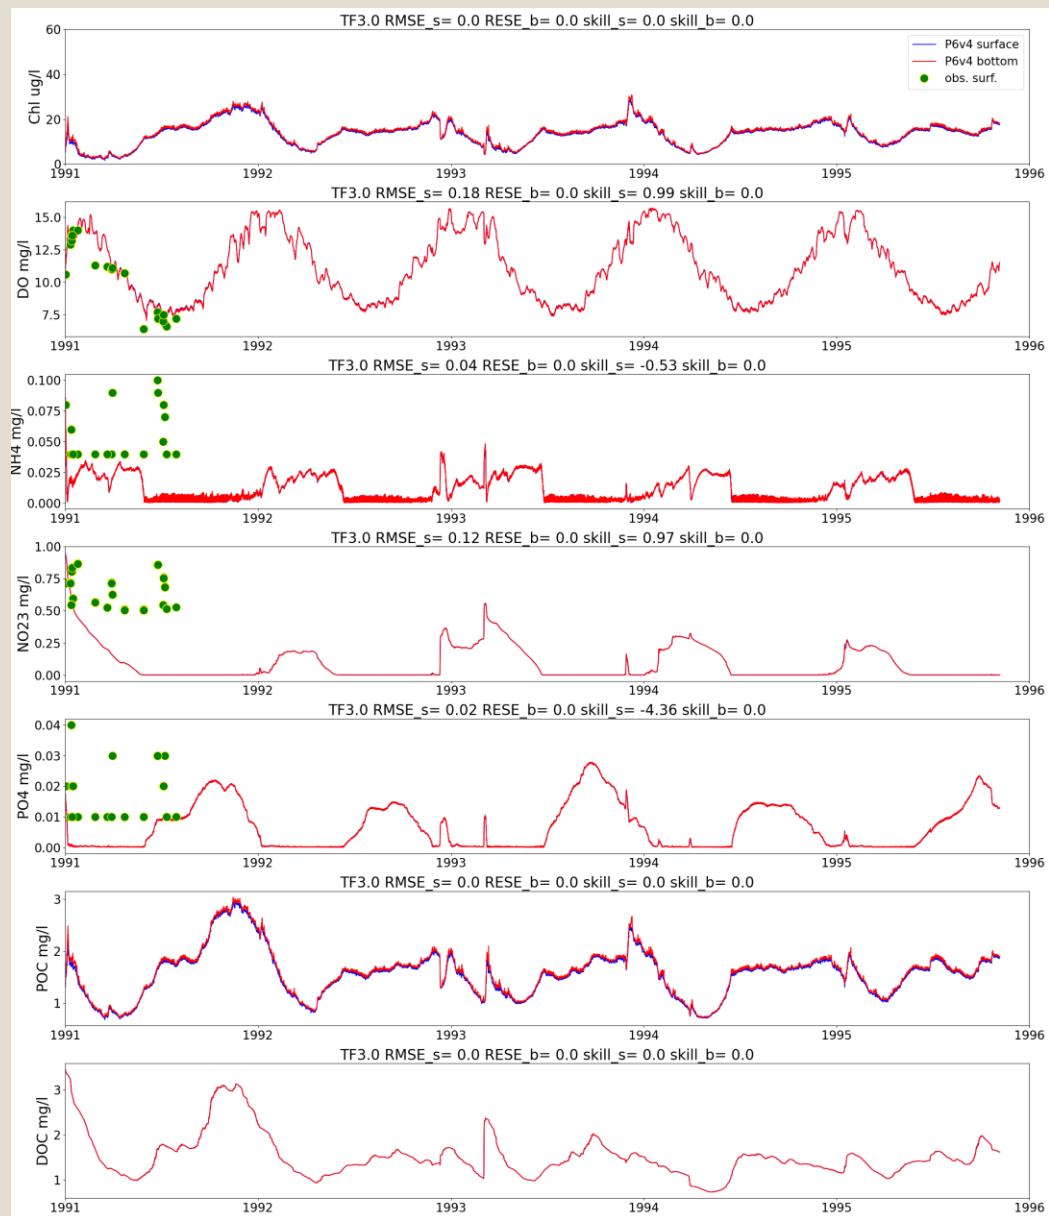 TF3.0 RMSE_s= 0.0 RESE_b= 0.0 skill_s= 0.0 skill_b= 0.0
60
40
20
0
Chl ug/l
P6v4 surface
P6v4 bottom
obs. surf.
1991 1992 1993 1994 1995 1996
TF3.0 RMSE_s= 0.18 RESE_b= 0.0 skill_s= 0.99 skill_b= 0.0
15.0
12.5
10.0
7.5
DO mg/l
1991 1992 1993 1994 1995 1996
TF3.0 RMSE_s= 0.04 RESE_b= 0.0 skill_s= -0.53 skill_b= 0.0
0.100
0.075
0.050
0.025
0.000
NH4 mg/l
1991 1992 1993 1994 1995 1996
TF3.0 RMSE_s= 0.12 RESE_b= 0.0 skill_s= 0.97 skill_b= 0.0
1.00
0.75
0.50
0.25
0.00
NO23 mg/l
1991 1992 1993 1994 1995 1996
TF3.0 RMSE_s= 0.02 RESE_b= 0.0 skill_s= -4.36 skill_b= 0.0
0.04
0.03
0.02
0.01
0.00
PO4 mg/l
1991 1992 1993 1994 1995 1996
TF3.0 RMSE_s= 0.0 RESE_b= 0.0 skill_s= 0.0 skill_b= 0.0
3
2
1
POC mg/l
1991 1992 1993 1994 1995 1996
TF3.0 RMSE_s= 0.0 RESE_b= 0.0 skill_s= 0.0 skill_b= 0.0
3
2
1
DOC mg/l
1991 1992 1993 1994 1995 1996